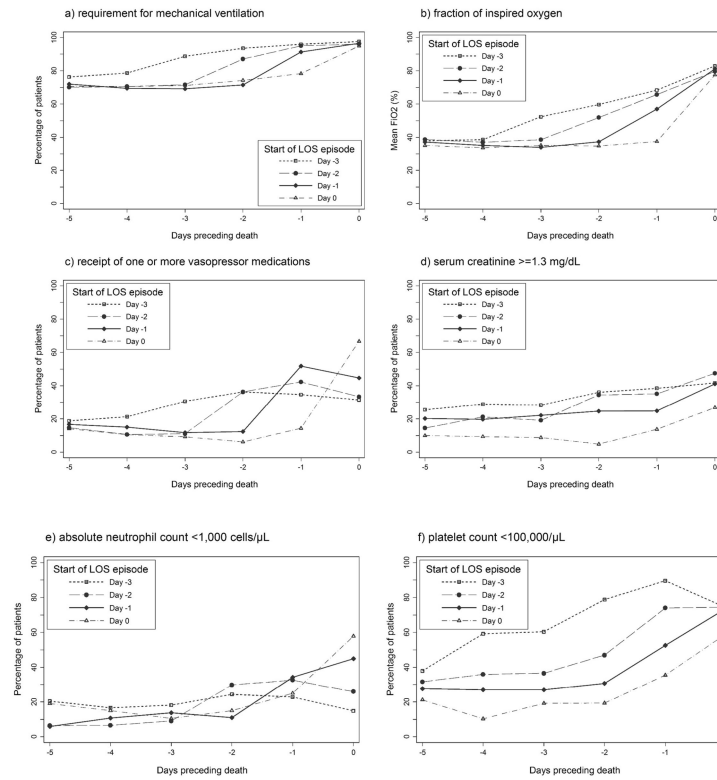 a) requirement for mechanical ventilation
Percentage of patients
100
80
60
40
20
0
Start of LOS episode
Day -3
Day -2
Day -1
Day 0
-5 -4 -3 -2 -1 0
Days preceding death
b) fraction of inspired oxygen
Mean FiO2 (%)
100
80
60
40
20
0
Start of LOS episode
Day -3
Day -2
Day -1
Day 0
-5 -4 -3 -2 -1 0
Days preceding death
c) receipt of one or more vasopressor medications
Percentage of patients
100
80
60
40
20
0
Start of LOS episode
Day -3
Day -2
Day -1
Day 0
-5 -4 -3 -2 -1 0
Days preceding death
d) serum creatinine >=1.3 mg/dL
Percentage of patients
100
80
60
40
20
0
Start of LOS episode
Day -3
Day -2
Day -1
Day 0
-5 -4 -3 -2 -1 0
Days preceding death
e) absolute neutrophil count <1,000 cells/µL
Percentage of patients
100
80
60
40
20
0
Start of LOS episode
Day -3
Day -2
Day -1
Day 0
-5 -4 -3 -2 -1 0
Days preceding death
f) platelet count <100,000/µL
Percentage of patients
100
80
60
40
20
0
Start of LOS episode
Day -3
Day -2
Day -1
Day 0
-5 -4 -3 -2 -1 0
Days preceding death